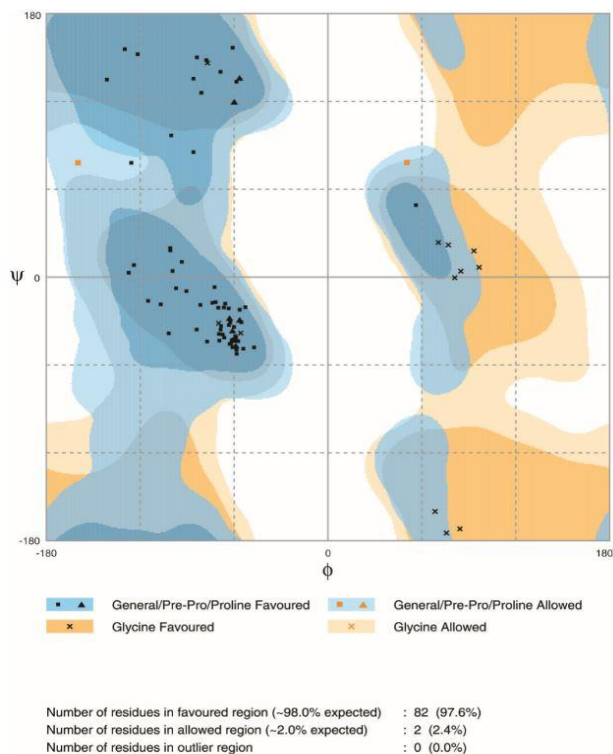 180
Ψ
0
-180
-180
0
180
ϕ
General/Pre-Pro/Proline Favoured
General/Pre-Pro/Proline Allowed
Glycine Favoured
Glycine Allowed
Number of residues in favoured region (~98.0% expected) : 82 (97.6%)
Number of residues in allowed region (~2.0% expected) : 2 (2.4%)
Number of residues in outlier region : 0 (0.0%)